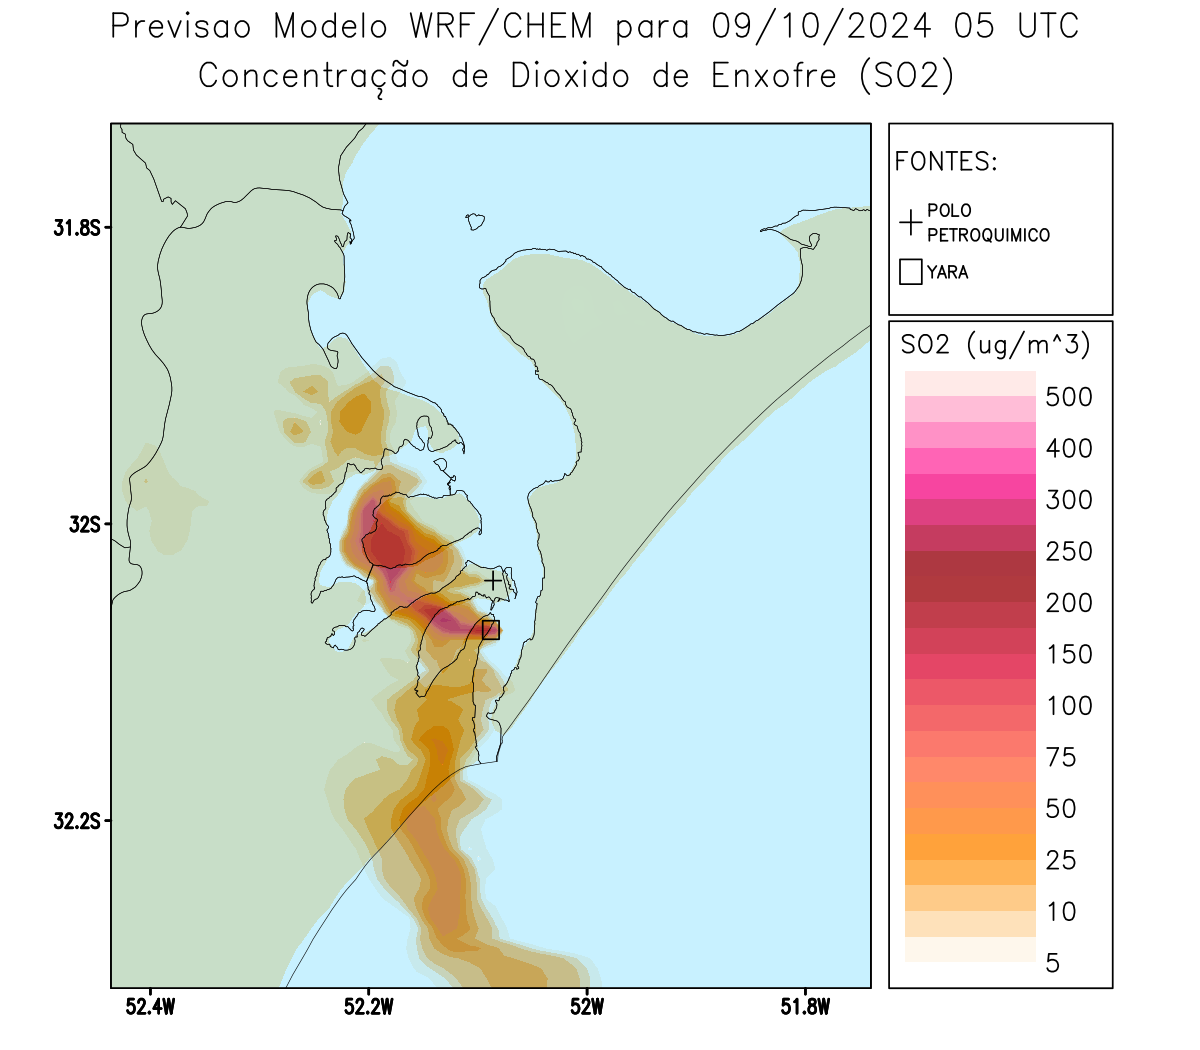 Previsao Modelo WRF/CHEM para 09/10/2024 05 UTC
Concentração de Dioxido de Enxofre (SO2)
FONTES:
POLO
PETROQUIMICO
YARA
SO2 (ug/m^3)
500
400
300
250
200
150
100
75
50
25
10
5
31.8S
32S
32.2S
52.4W
52.2W
52W
51.8W